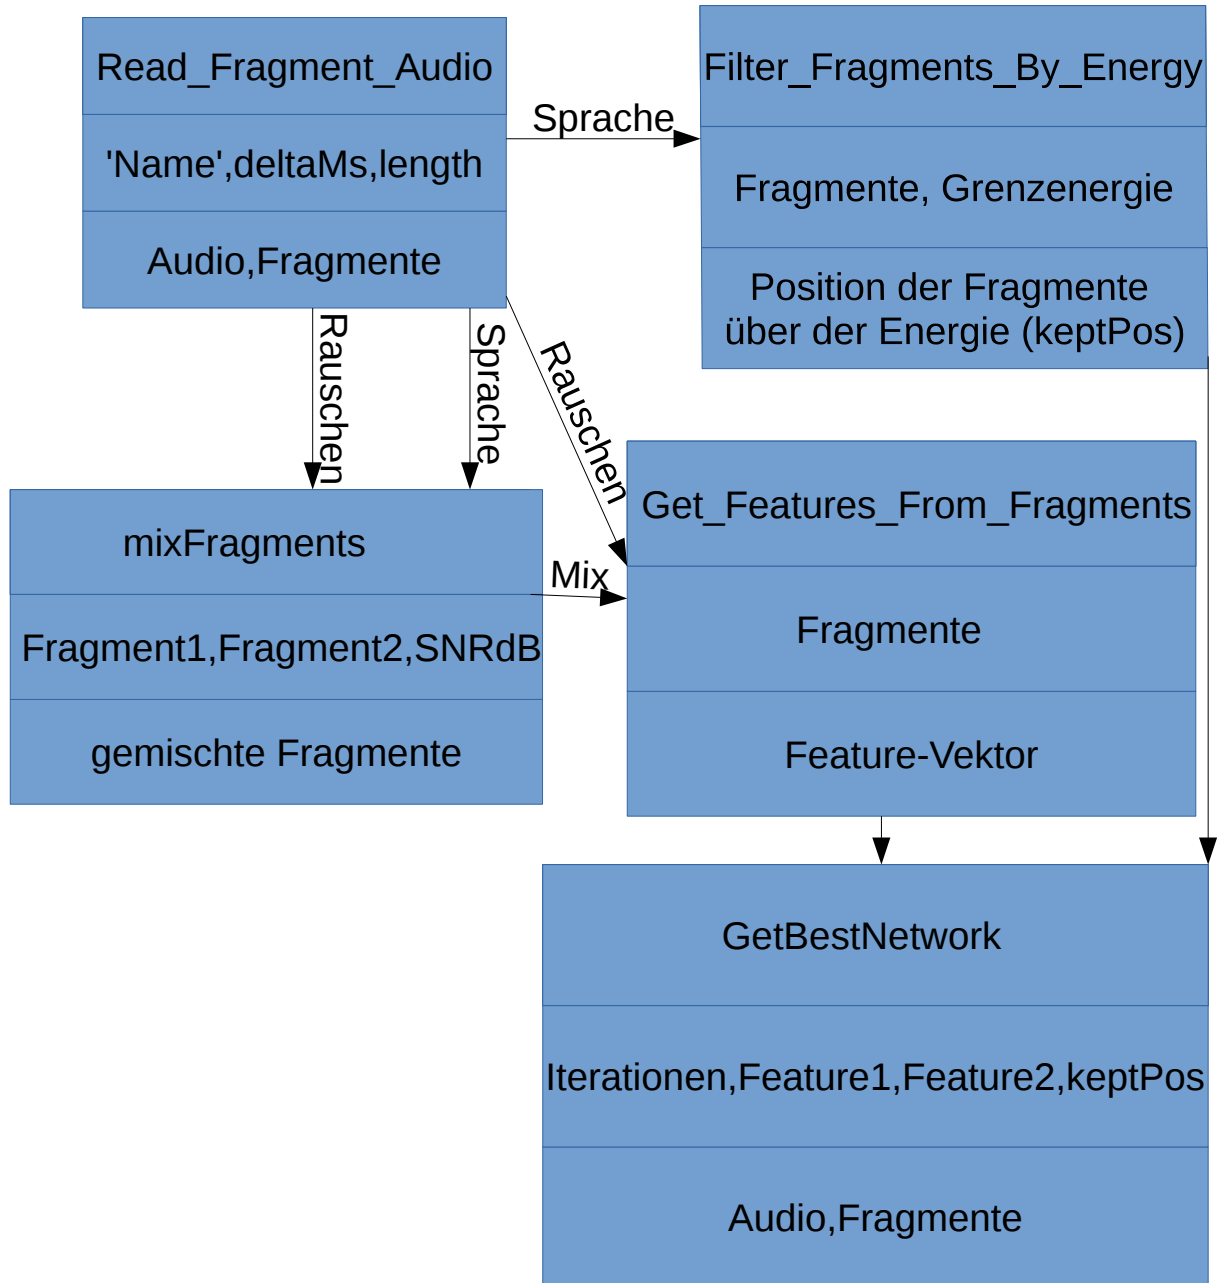 Read_Fragment_Audio
'Name',deltaMs,length
Audio,Fragmente
Sprache
Filter_Fragments_By_Energy
Fragmente, Grenzenergie
Position der Fragmente
über der Energie (keptPos)
Rauschen
Sprache
Rauschen
mixFragments
Fragment1,Fragment2,SNRdB
gemischte Fragmente
Mix
Get_Features_From_Fragments
Fragmente
Feature-Vektor
GetBestNetwork
Iterationen,Feature1,Feature2,keptPos
Audio,Fragmente